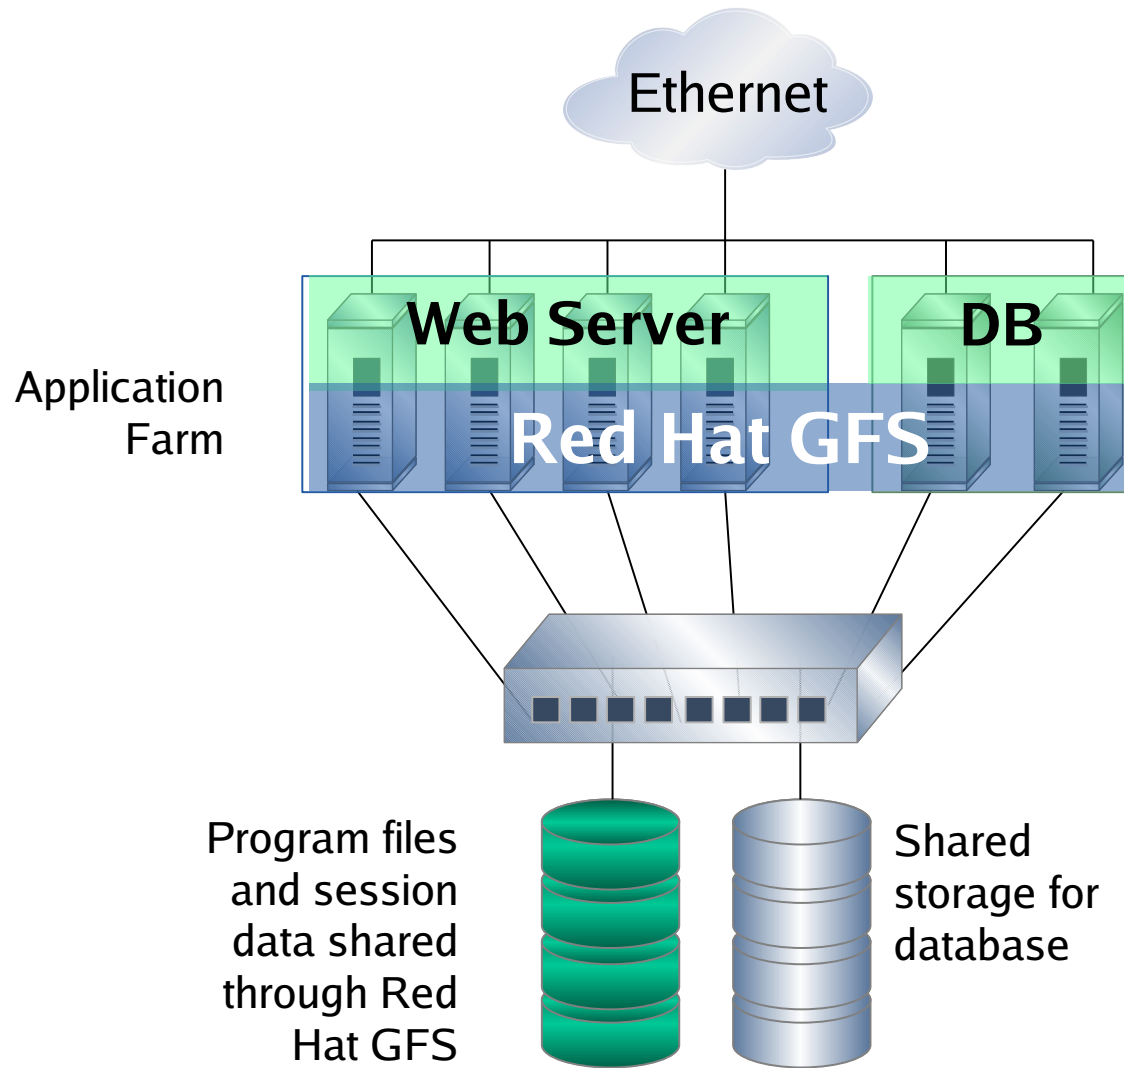 Ethernet
Web Server
DB
Application
Farm
Red Hat GFS
Program files
and session
data shared
through Red
Hat GFS
Shared
storage for
database